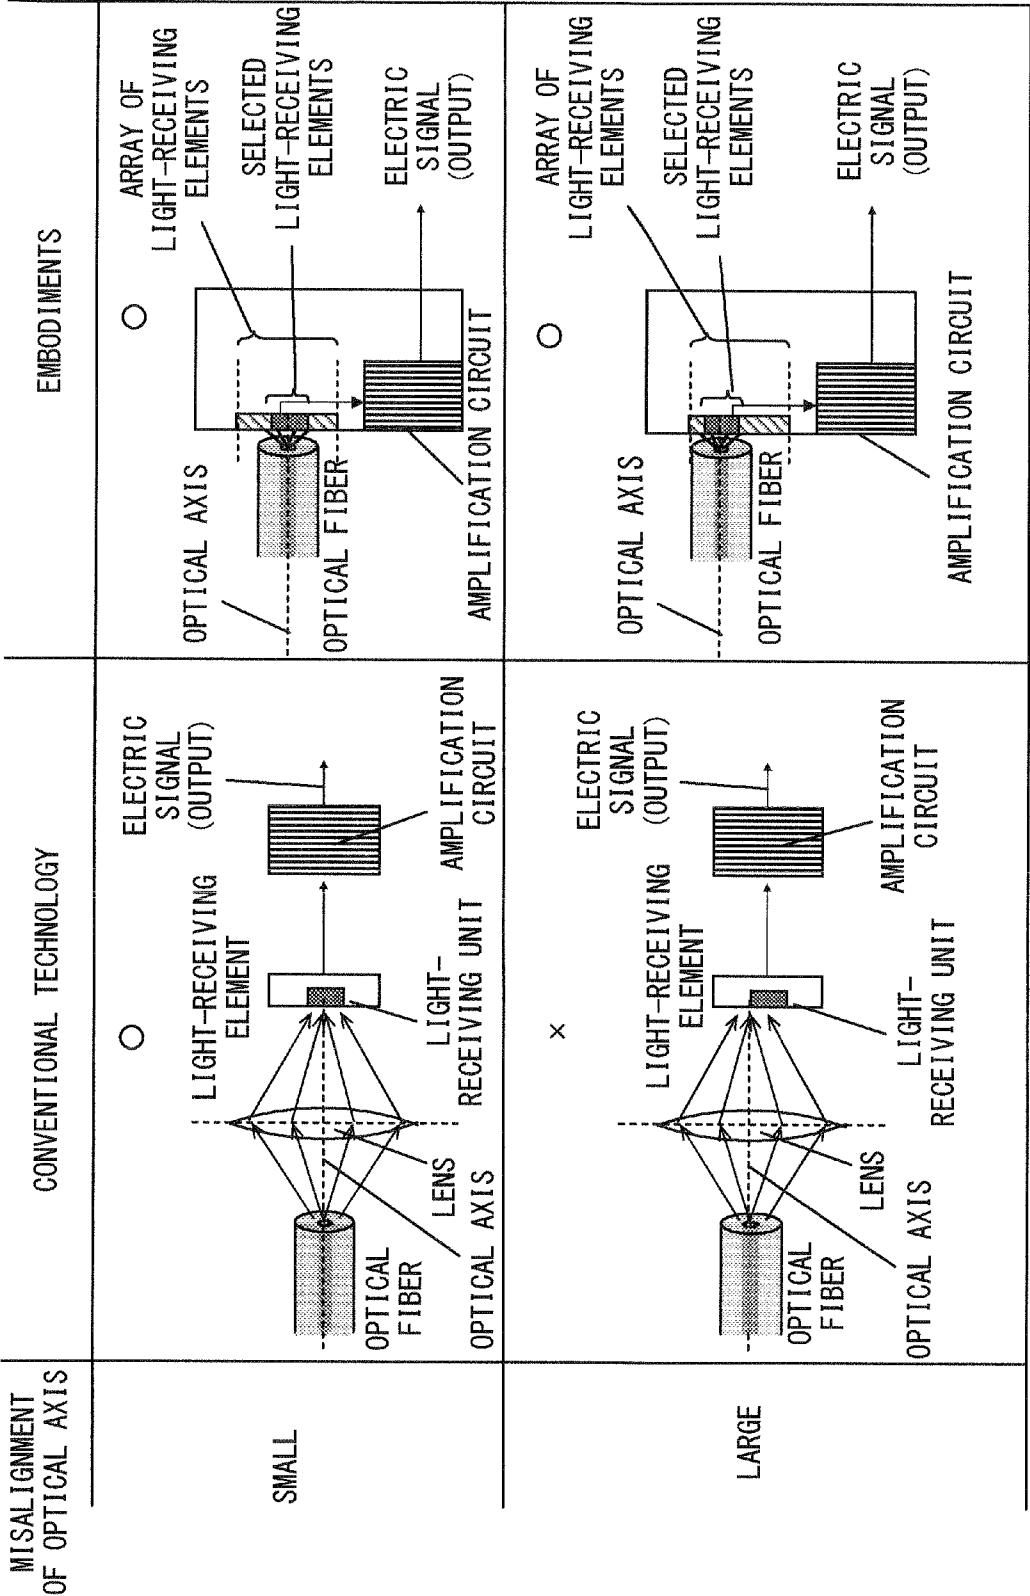 MISALIGNMENT
OF OPTICAL AXIS
CONVENTIONAL TECHNOLOGY
EMBODIMENTS
SMALL
○
ELECTRIC
SIGNAL
(OUTPUT)
LIGHT-RECEIVING
ELEMENT
OPTICAL
FIBER
LENS
OPTICAL AXIS
LIGHT-
RECEIVING UNIT
AMPLIFICATION
CIRCUIT
○
ARRAY OF
LIGHT-RECEIVING
ELEMENTS
SELECTED
LIGHT-RECEIVING
ELEMENTS
ELECTRIC
SIGNAL
(OUTPUT)
OPTICAL AXIS
OPTICAL FIBER
AMPLIFICATION CIRCUIT
LARGE
×
ELECTRIC
SIGNAL
(OUTPUT)
LIGHT-RECEIVING
ELEMENT
OPTICAL
FIBER
LENS
OPTICAL AXIS
LIGHT-
RECEIVING UNIT
AMPLIFICATION
CIRCUIT
○
ARRAY OF
LIGHT-RECEIVING
ELEMENTS
SELECTED
LIGHT-RECEIVING
ELEMENTS
ELECTRIC
SIGNAL
(OUTPUT)
OPTICAL AXIS
OPTICAL FIBER
AMPLIFICATION CIRCUIT